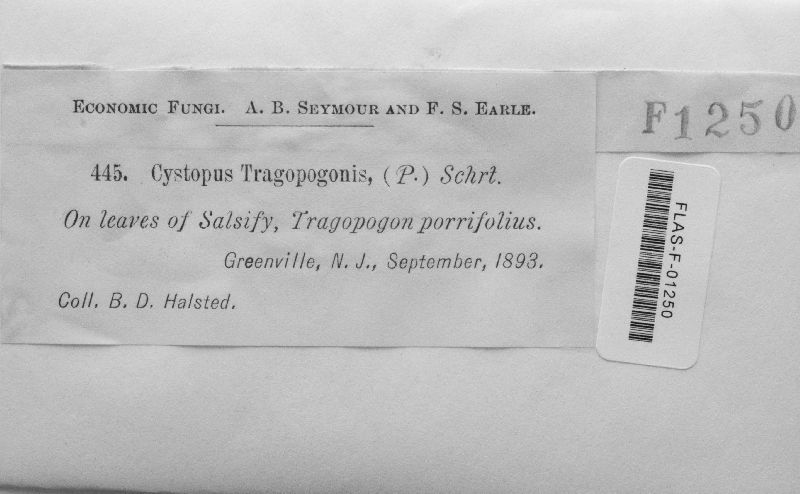 Economic Fungi. A. B. Seymour and F. S. Earle.
F1250
445. Cystopus Tragopogonis, (P.) Schrt.
On leaves of Salsify, Tragopogon porrifolius.
Greenville, N. J., September, 1893.
Coll. B. D. Halsted.
FLAS-F-01250